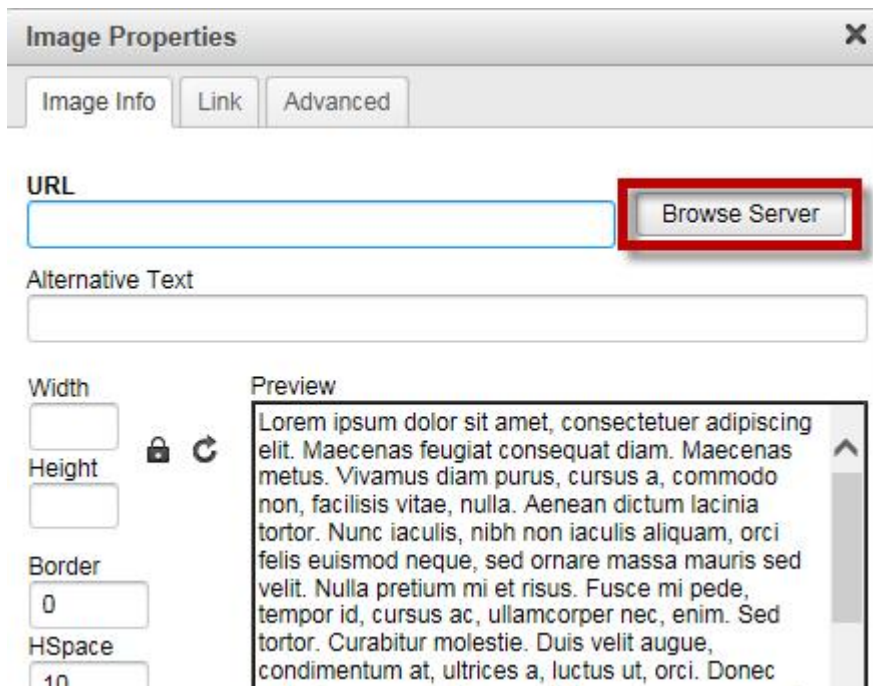 Image Properties
Image Info Link Advanced
URL
Browse Server
Alternative Text
Width
Height
Border
0
HSpace
10
Preview
Lorem ipsum dolor sit amet, consectetuer adipiscing
elit. Maecenas feugiat consequat diam. Maecenas
metus. Vivamus diam purus, cursus a, commodo
non, facilisis vitae, nulla. Aenean dictum lacinia
tortor. Nunc iaculis, nibh non iaculis aliquam, orci
felis euismod neque, sed ornare massa mauris sed
velit. Nulla pretium mi et risus. Fusce mi pede,
tempor id, cursus ac, ullamcorper nec, enim. Sed
tortor. Curabitur molestie. Duis velit augue,
condimentum at, ultrices a, luctus ut, orci. Donec